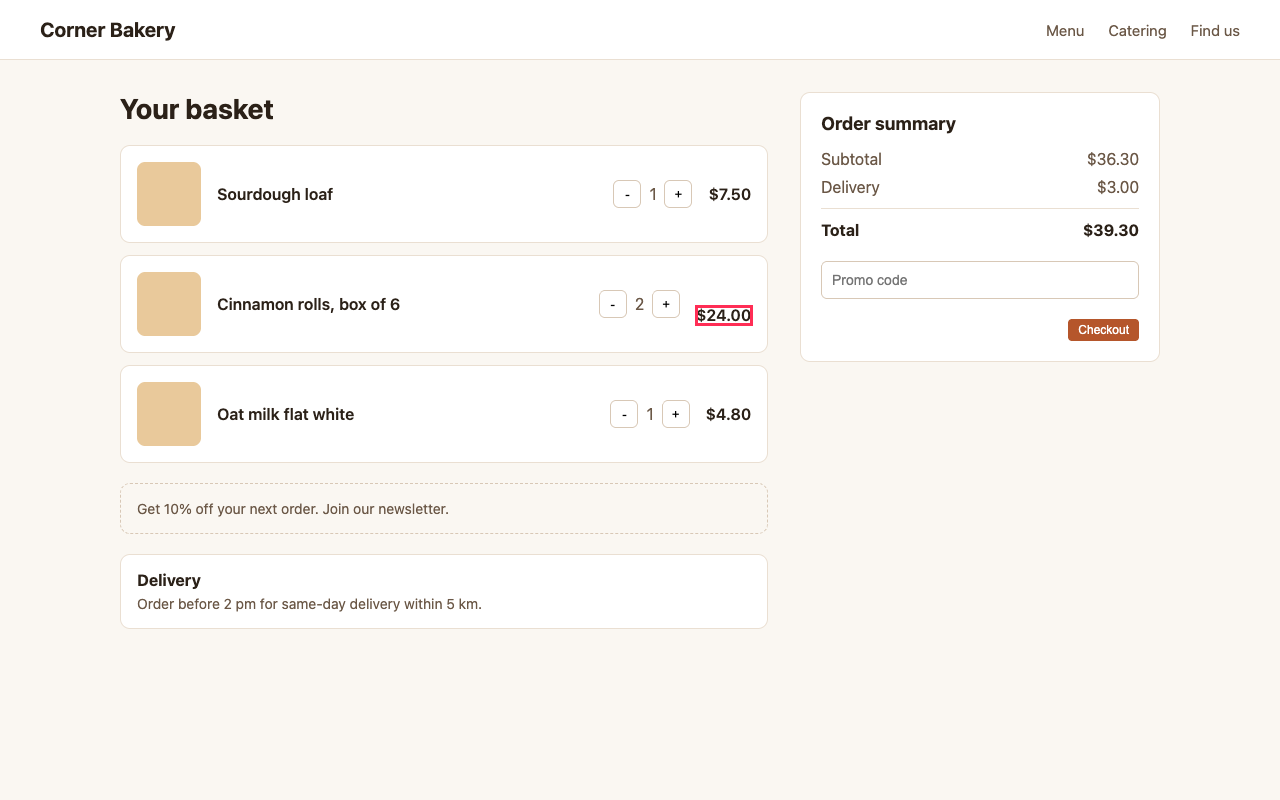 Corner Bakery
Menu Catering Find us
Your basket
Sourdough loaf - 1 + $7.50
Cinnamon rolls, box of 6 - 2 + $24.00
Oat milk flat white - 1 + $4.80
Get 10% off your next order. Join our newsletter.
Delivery
Order before 2 pm for same-day delivery within 5 km.
Order summary
Subtotal $36.30
Delivery $3.00
Total $39.30
Promo code
Checkout